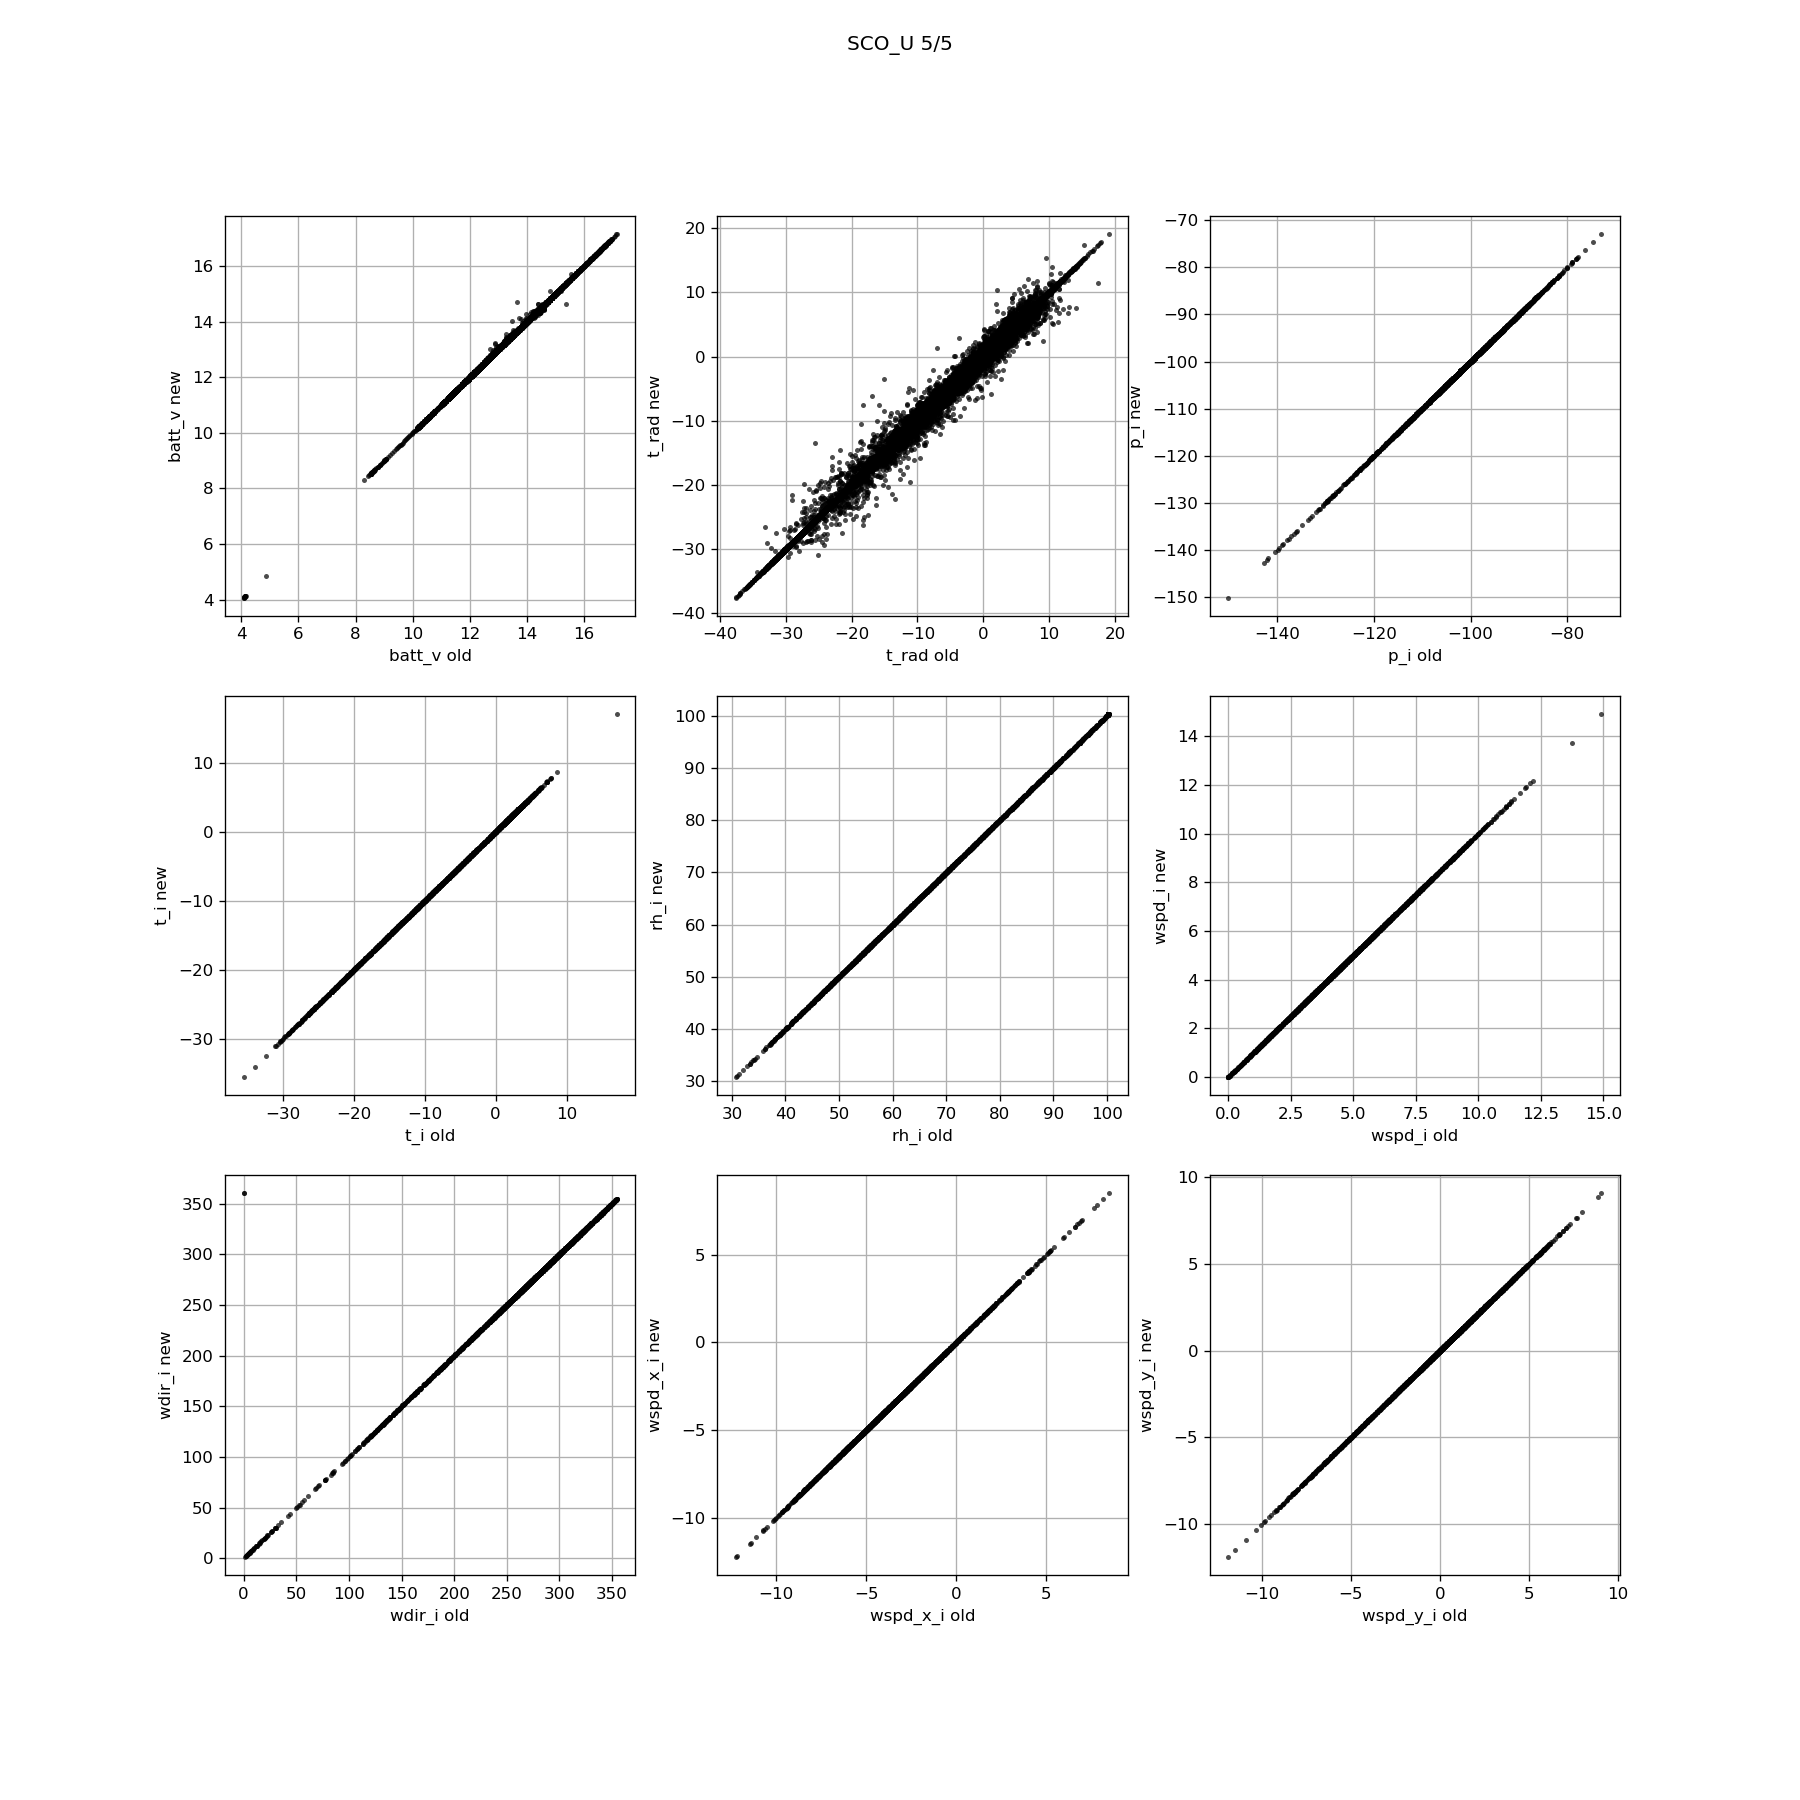 SCO_U 5/5
16
14
12
10
8
6
4
batt_v new
4 6 8 10 12 14 16
batt_v old
20
10
0
−10
−20
−30
−40
t_rad new
−40 −30 −20 −10 0 10 20
t_rad old
−70
−80
−90
−100
−110
−120
−130
−140
−150
p_i new
−140 −120 −100 −80
p_i old
10
0
−10
−20
−30
t_i new
−30 −20 −10 0 10
t_i old
100
90
80
70
60
50
40
30
rh_i new
30 40 50 60 70 80 90 100
rh_i old
14
12
10
8
6
4
2
0
wspd_i new
0.0 2.5 5.0 7.5 10.0 12.5 15.0
wspd_i old
350
300
250
200
150
100
50
0
wdir_i new
0 50 100 150 200 250 300 350
wdir_i old
5
0
−5
−10
wspd_x_i new
−10 −5 0 5
wspd_x_i old
10
5
0
−5
−10
wspd_y_i new
−10 −5 0 5 10
wspd_y_i old